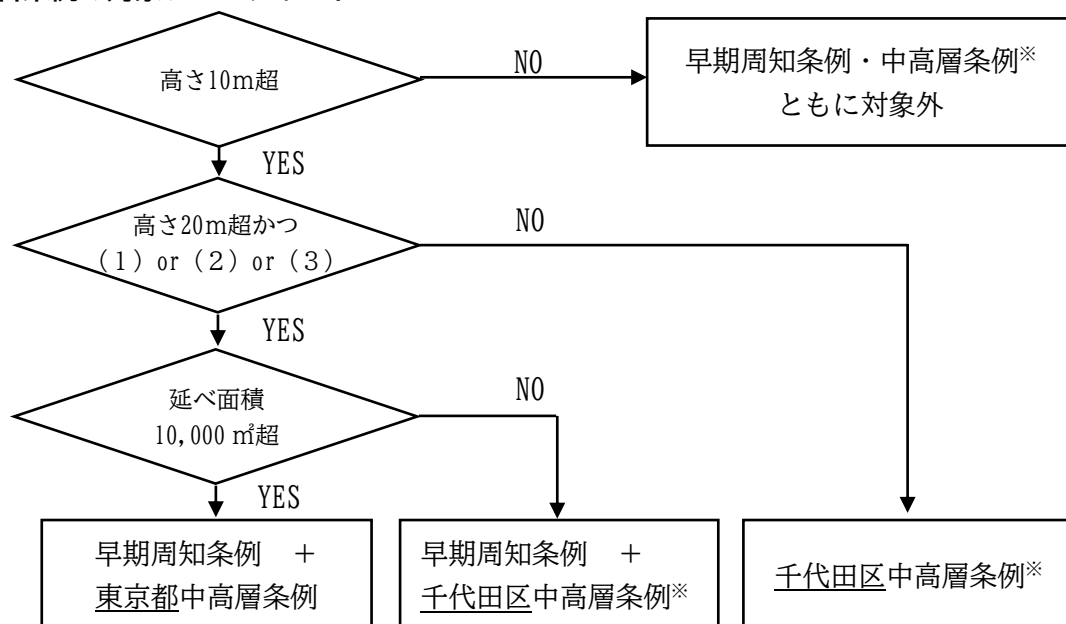 高さ10ｍ超
NO
早期周知条例・中高層条例※
ともに対象外
YES
高さ20ｍ超かつ
（１）or（２）or（３）
NO
YES
延べ面積
10,000 ㎡超
NO
YES
早期周知条例　＋
東京都中高層条例
早期周知条例　＋
千代田区中高層条例※
千代田区中高層条例※